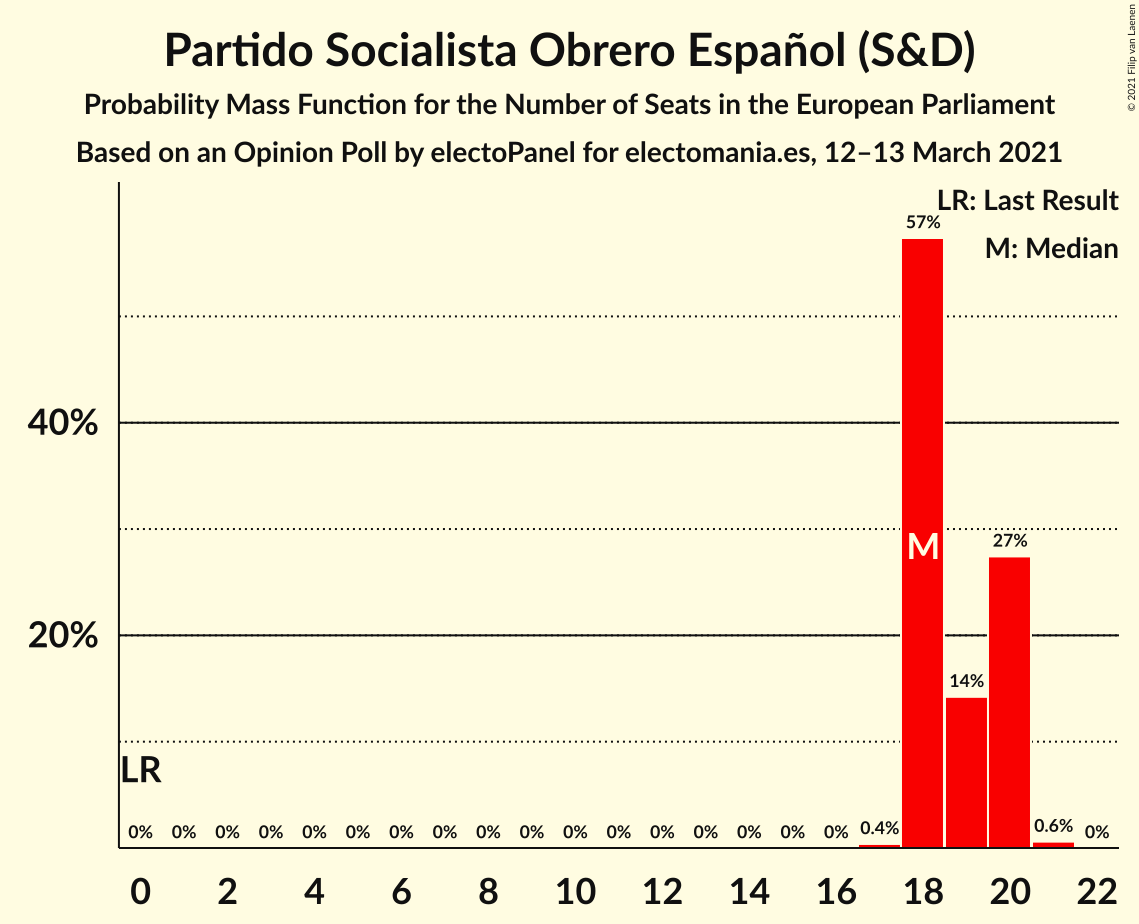 Partido Socialista Obrero Español (S&D)
Probability Mass Function for the Number of Seats in the European Parliament
Based on an Opinion Poll by electoPanel for electomania.es, 12–13 March 2021
© 2021 Filip van Laenen
LR: Last Result
M: Median
57%
40%
M
27%
20%
14%
LR
0% 0% 0% 0% 0% 0% 0% 0% 0% 0% 0% 0% 0% 0% 0% 0% 0% 0.4% 0.6% 0%
0 2 4 6 8 10 12 14 16 18 20 22